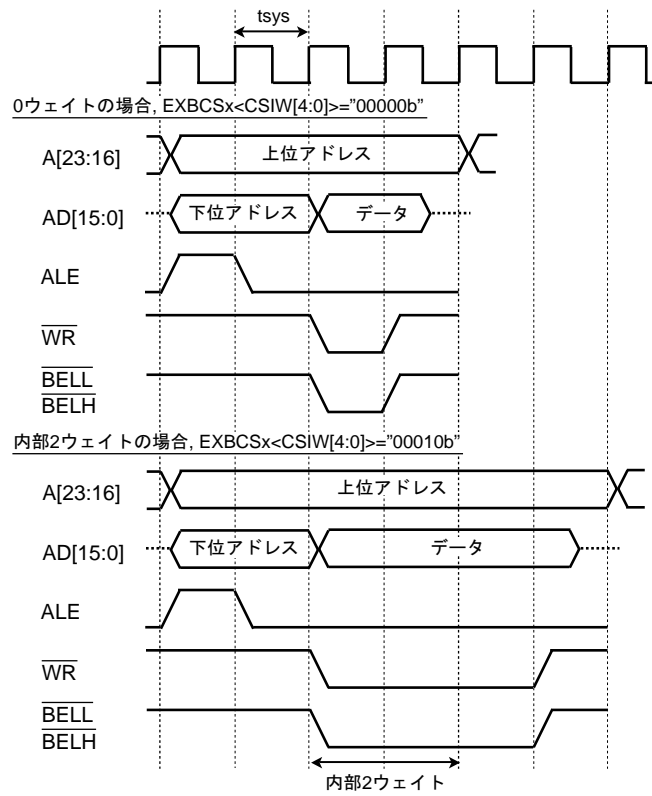 tsys
0ウェイトの場合, EXBCSx<CSIW[4:0]>="00000b"
A[23:16]
上位アドレス
AD[15:0]
下位アドレス
データ
ALE
WR
BELL
BELH
内部2ウェイトの場合, EXBCSx<CSIW[4:0]>="00010b"
A[23:16]
上位アドレス
AD[15:0]
下位アドレス
データ
ALE
WR
BELL
BELH
内部2ウェイト